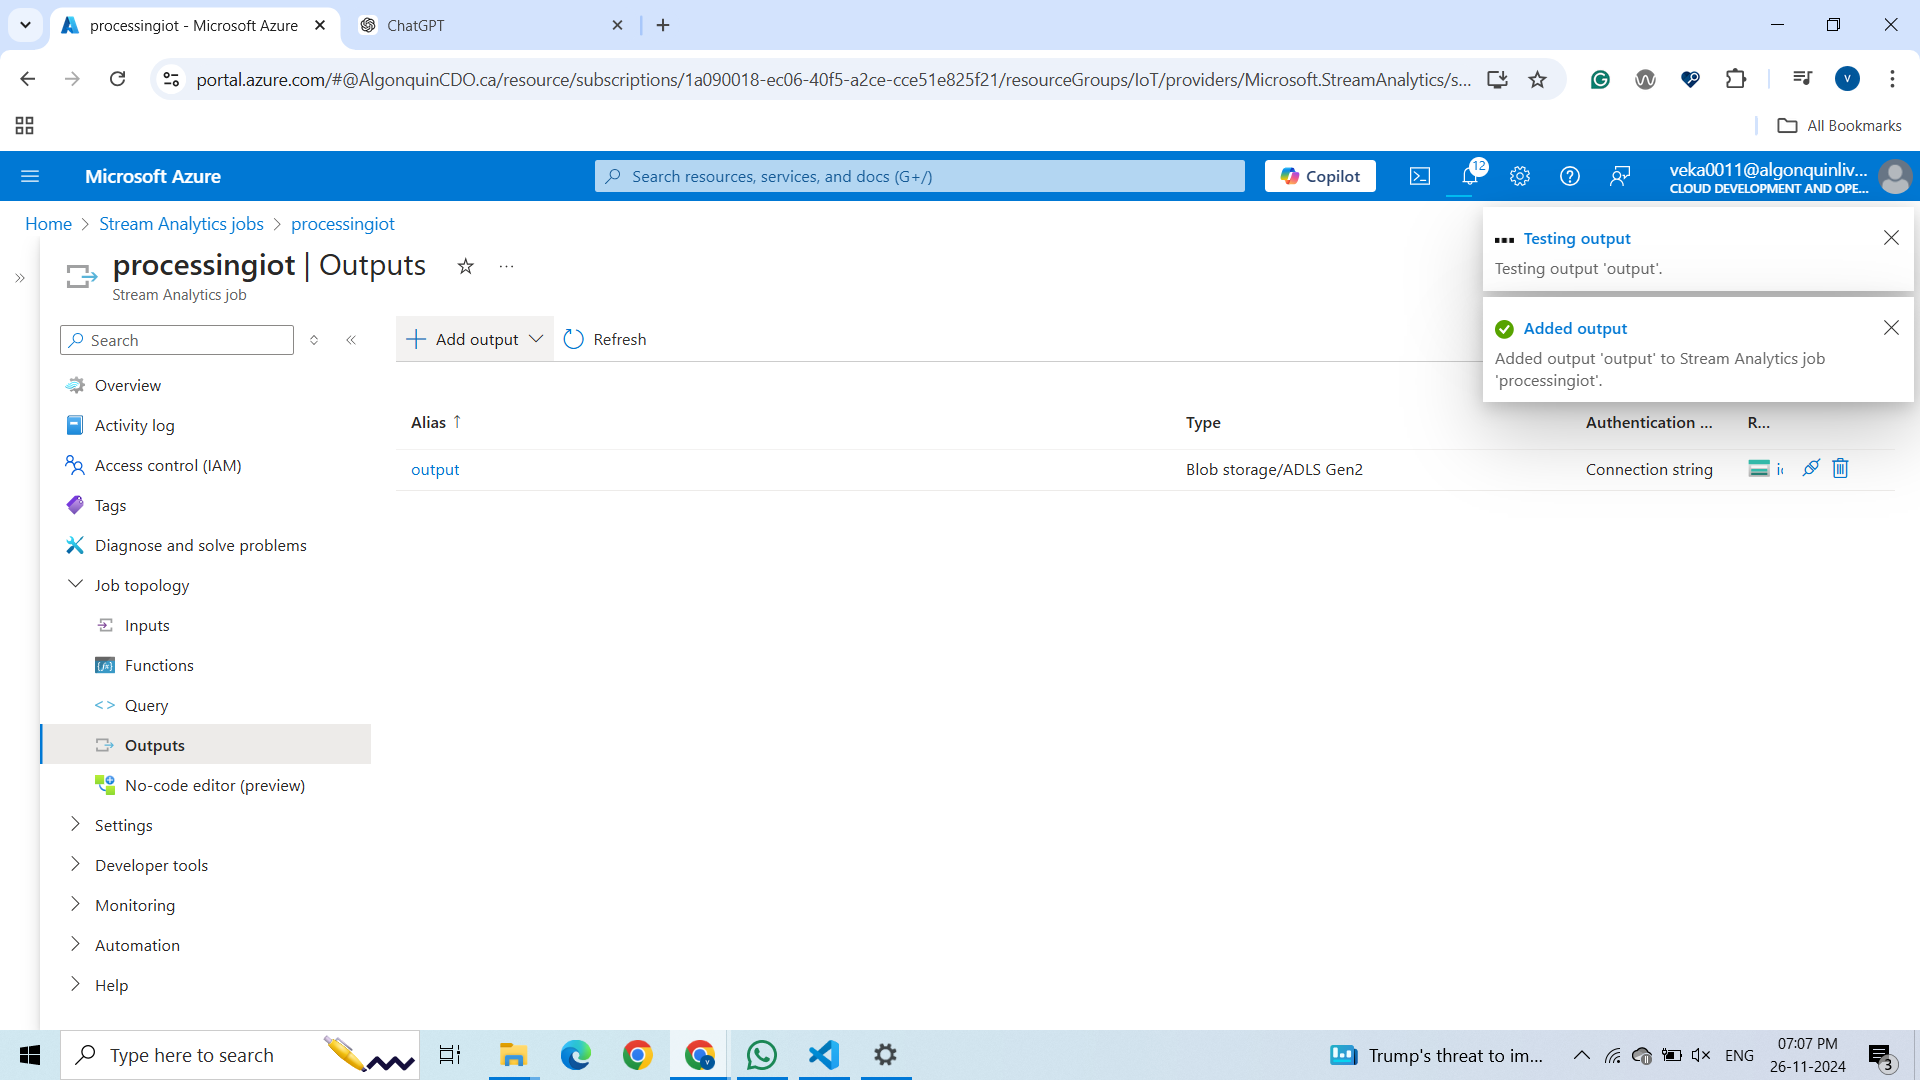 processingiot - Microsoft Azure
ChatGPT
portal.azure.com/#@AlgonquinCDO.ca/resource/subscriptions/1a090018-ec06-40f5-a2ce-cce51e825f21/resourceGroups/IoT/providers/Microsoft.StreamAnalytics/s...
V
All Bookmarks
Microsoft Azure
Search resources, services, and docs (G+/)
Copilot
12
veka0011@algonquinliv...
CLOUD DEVELOPMENT AND OPE...
Home > Stream Analytics jobs > processingiot
processingiot | Outputs
Stream Analytics job
Testing output
Testing output 'output'.
Added output
Added output 'output' to Stream Analytics job
'processingiot'.
Search
Add output
Refresh
Overview
Activity log
Access control (IAM)
Tags
Diagnose and solve problems
Job topology
Inputs
Functions
Query
Outputs
No-code editor (preview)
Settings
Developer tools
Monitoring
Automation
Help
Alias ↑ Type Authentication ... R...
output Blob storage/ADLS Gen2 Connection string
Type here to search
Trump's threat to im...
ENG
07:07 PM
26-11-2024
3